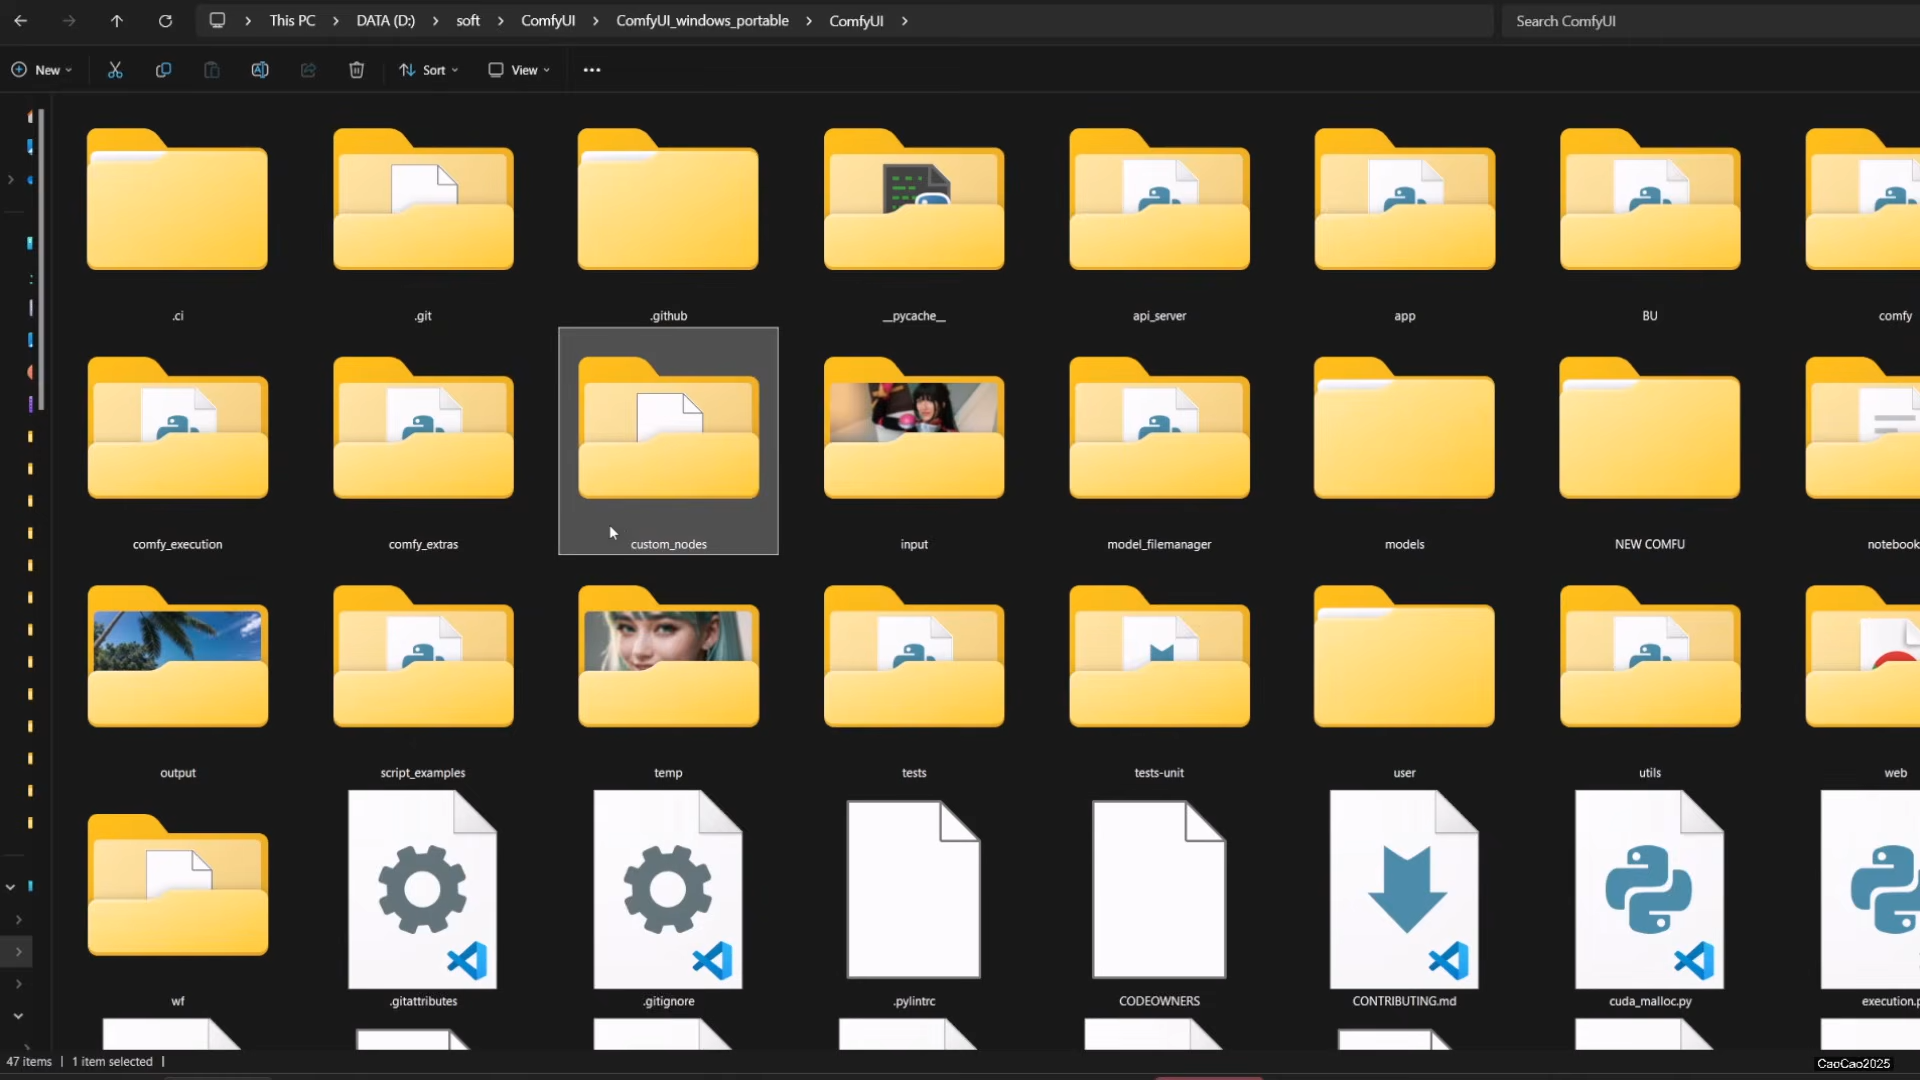 This PC > DATA (D:) > soft > ComfyUI > ComfyUI_windows_portable > ComfyUI >
Search ComfyUI
New
Sort
View
.ci
.git
.github
__pycache__
api_server
app
BU
comfy
comfy_execution
comfy_extras
custom_nodes
input
model_filemanager
models
NEW COMFU
notebook
output
script_examples
temp
tests
tests-unit
user
utils
web
wf
.gitattributes
.gitignore
.pylintrc
CODEOWNERS
CONTRIBUTING.md
cuda_malloc.py
execution.p
47 items | 1 item selected |
CaoCao2025